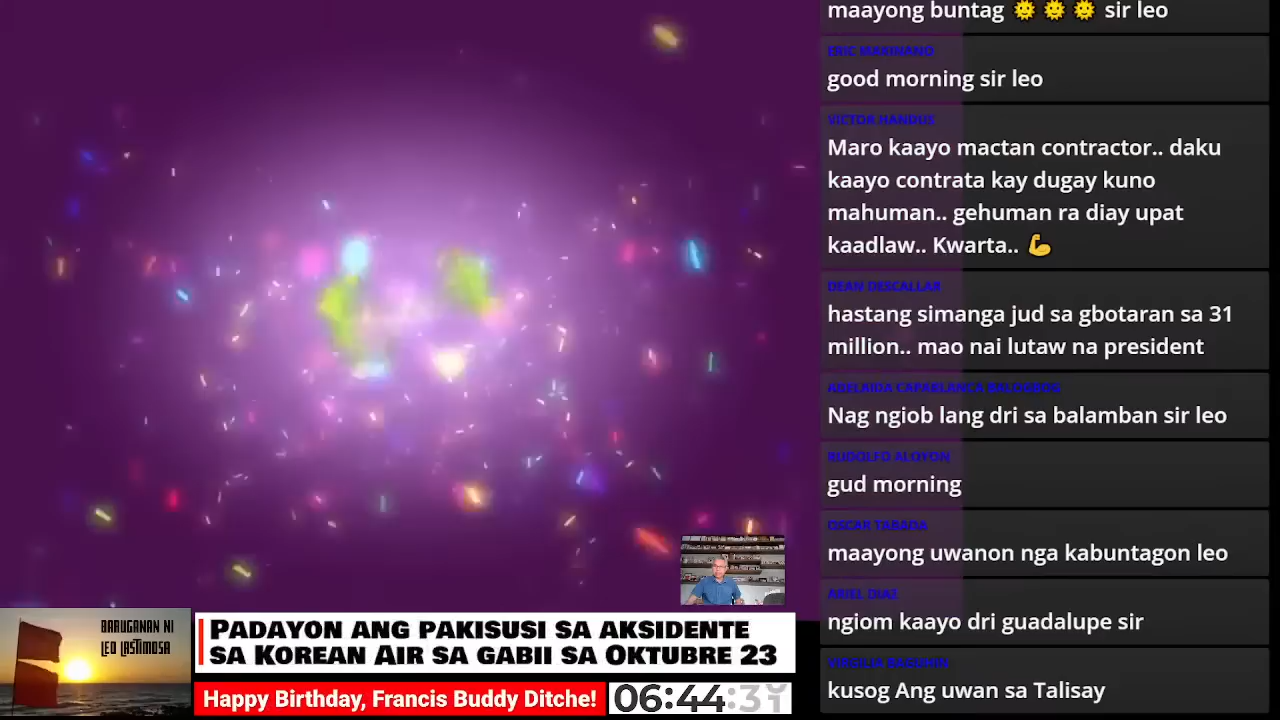 maayong buntag 🌞 🌞 🌞 sir leo
good morning sir leo
Maro kaayo mactan contractor.. daku
kaayo contrata kay dugay kuno
mahuman.. gehuman ra diay upat
kaadlaw.. Kwarta.. 💪
DEAN DESCALLAR
hastang simanga jud sa gbotaran sa 31
million.. mao nai lutaw na president
Nag ngiob lang dri sa balamban sir leo
RUDOLFO ALOYON
gud morning
OSCAR TABADA
maayong uwanon nga kabuntagon leo
ARIEL DIAZ
ngiom kaayo dri guadalupe sir
kusog Ang uwan sa Talisay
BARUGANAN NI
LEO LASTIMOSA
PADAYON ANG PAKISUSI SA AKSIDENTE
SA KOREAN AIR SA GABII SA OKTUBRE 23
Happy Birthday, Francis Buddy Ditche!
06:44:31